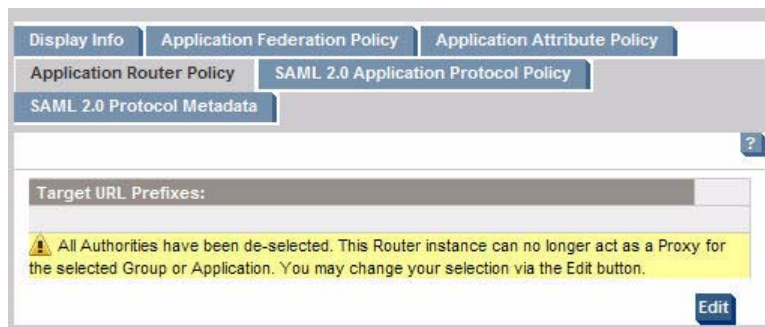 Display Info
Application Federation Policy
Application Attribute Policy
Application Router Policy
SAML 2.0 Application Protocol Policy
SAML 2.0 Protocol Metadata
?
Target URL Prefixes:
All Authorities have been de-selected. This Router instance can no longer act as a Proxy for
the selected Group or Application. You may change your selection via the Edit button.
Edit